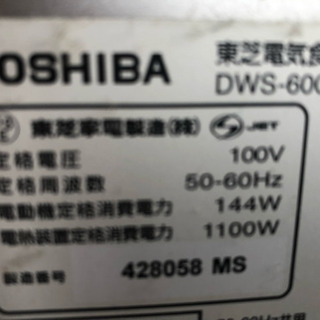 OSHIBA
東芝電気食
DWS-600
東芝家電製造(株) JET
定格電圧 100V
定格周波数 50-60Hz
電動機定格消費電力 144W
電熱装置定格消費電力 1100W
製造番号 428058 MS